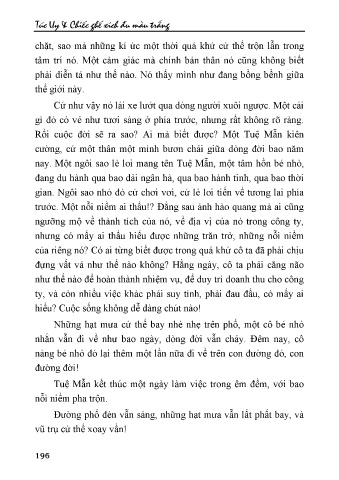 Túc Uy & Chiếc ghế xích đu màu trắng
chăt, sao mà những kí ức một thời quá khứ cứ thế trộn lẫn trong
tâm trí nó. Một cảm giác mà chính bản thân nó cũng không biết
phải diễn tả như thế nào. Nó thấy mình như đang bồng bềnh giữa
thế giới này.
Cứ như vậy nó lái xe lướt qua dòng người xuôi ngược. Một cái
gì đó có vẻ như tươi sáng ở phía trước, nhưng rất không rõ ràng.
Rồi cuộc đời sẽ ra sao? Ai mà biết được? Một Tuệ Mẫn kiên
cường, cứ một thân một mình bươn chải giữa dòng đời bao năm
nay. Một ngôi sao lẻ loi mang tên Tuệ Mẫn, một tâm hồn bé nhỏ,
đang du hành qua bao dải ngân hà, qua bao hành tinh, qua bao thời
gian. Ngôi sao nhỏ đó cứ chơi vơi, cứ lẻ loi tiến về tương lai phía
trước. Một nỗi niềm ai thấu!? Đằng sau ánh hào quang mà ai cũng
ngưỡng mộ về thành tích của nó, về địa vị của nó trong công ty,
nhưng có mấy ai thấu hiểu được những trăn trở, những nỗi niềm
của riêng nó? Có ai từng biết được trong quá khứ cô ta đã phải chịu
đựng vất vả như thế nào không? Hằng ngày, cô ta phải căng não
như thế nào để hoàn thành nhiệm vụ, để duy trì doanh thu cho công
ty, và còn nhiều việc khác phải suy tính, phải đau đầu, có mấy ai
hiểu? Cuộc sống không dễ dàng chút nào!
Những hạt mưa cứ thế bay nhè nhẹ trên phố, một cô bé nhỏ
nhắn vẫn đi về như bao ngày, dòng đời vẫn chảy. Đêm nay, cô
nàng bé nhỏ đó lại thêm một lần nữa đi về trên con đường đó, con
đường đời!
Tuệ Mẫn kết thúc một ngày làm việc trong êm đềm, với bao
nỗi niềm pha trộn.
Đường phố đèn vẫn sáng, những hạt mưa vẫn lất phất bay, và
vũ trụ cứ thế xoay vần!
196